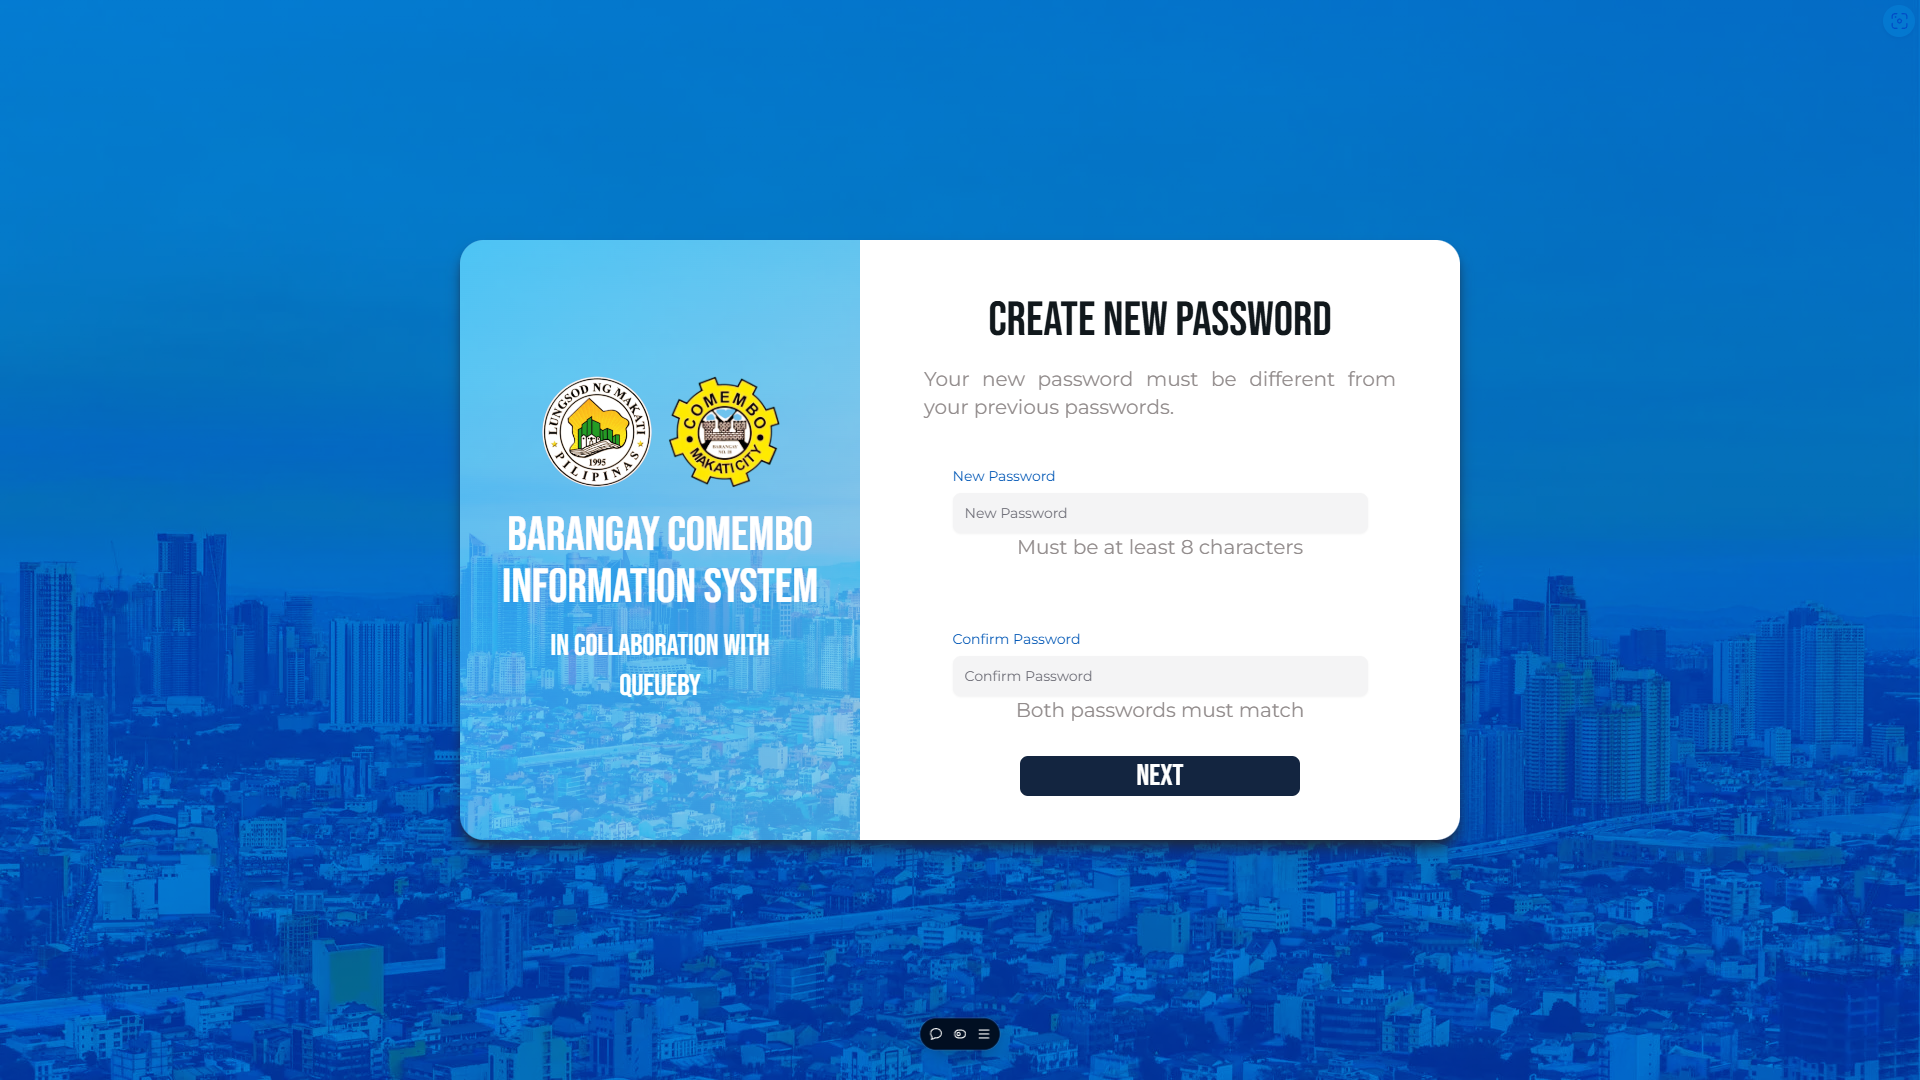 LUNGSOD NG MAKATI
PILIPINAS
1995
COMEMBO
MAKATI CITY
BARANGAY COMEMBO
INFORMATION SYSTEM
IN COLLABORATION WITH
QUEUEBY
CREATE NEW PASSWORD
Your new password must be different from
your previous passwords.
New Password
New Password
Must be at least 8 characters
Confirm Password
Confirm Password
Both passwords must match
NEXT